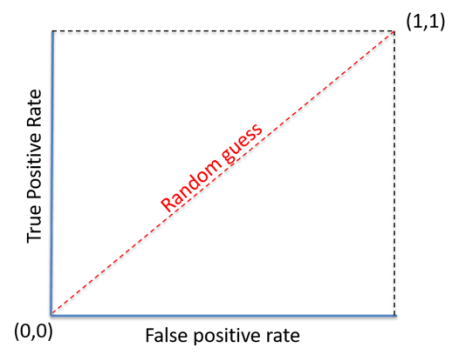 (1,1)
True Positive Rate
Random guess
(0,0)
False positive rate